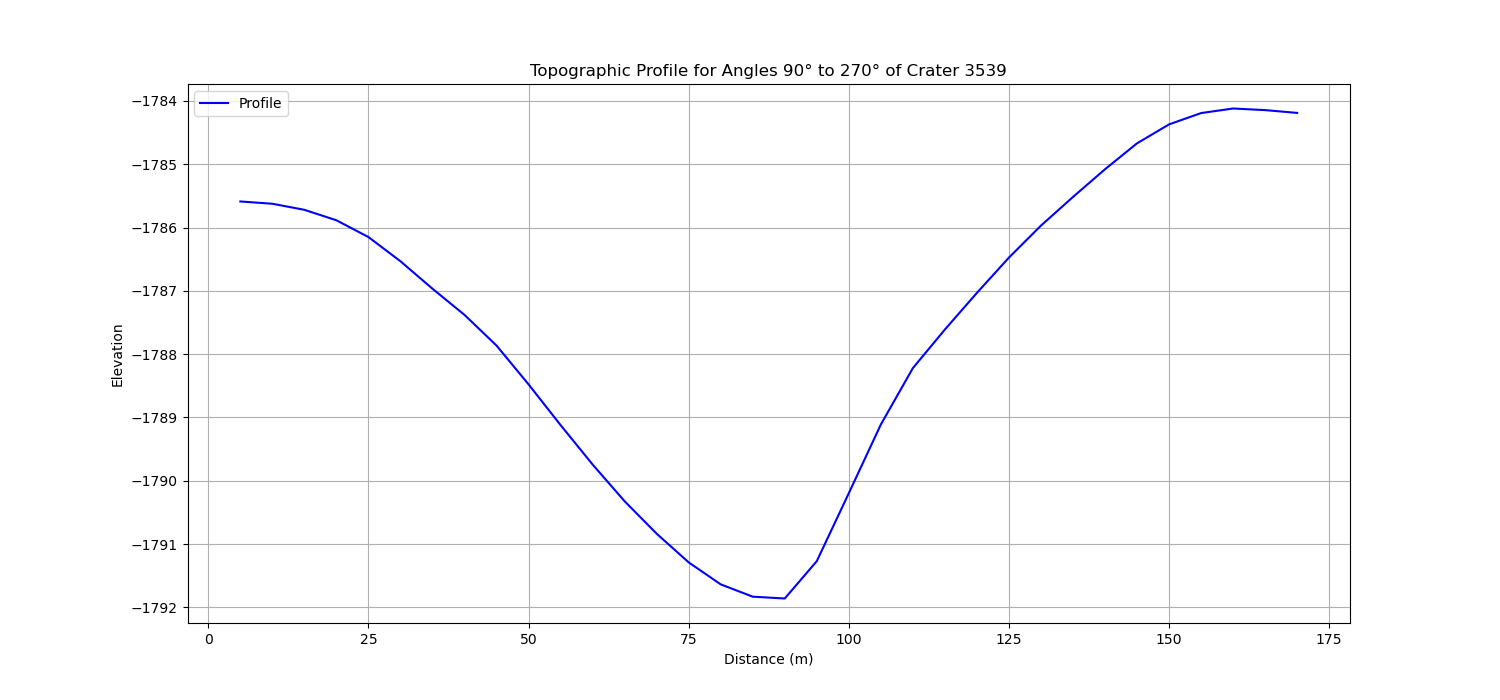 Topographic Profile for Angles 90° to 270° of Crater 3539
Profile
−1784
−1785
−1786
−1787
−1788
−1789
−1790
−1791
−1792
Elevation
0 25 50 75 100 125 150 175
Distance (m)